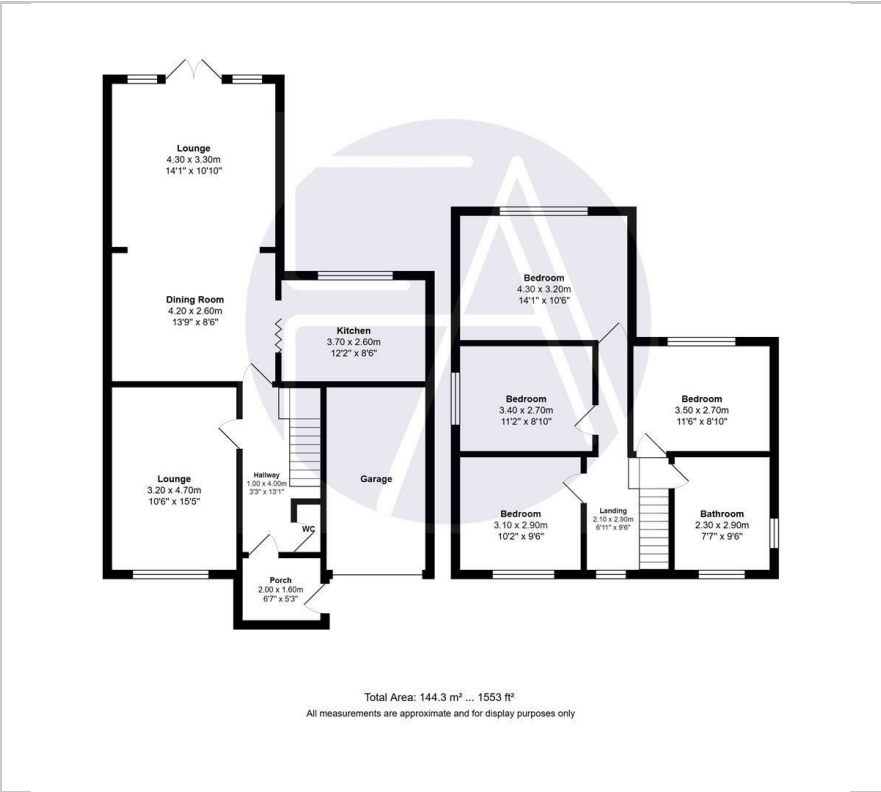 Lounge
4.30 x 3.30m
14'1" x 10'10"
Dining Room
4.20 x 2.60m
13'9" x 8'6"
Kitchen
3.70 x 2.60m
12'2" x 8'6"
Lounge
3.20 x 4.70m
10'6" x 15'5"
Hallway
1.00 x 4.00m
3'3" x 13'1"
WC
Garage
Porch
2.00 x 1.60m
6'7" x 5'3"
Bedroom
4.30 x 3.20m
14'1" x 10'6"
Bedroom
3.40 x 2.70m
11'2" x 8'10"
Bedroom
3.50 x 2.70m
11'6" x 8'10"
Bedroom
3.10 x 2.90m
10'2" x 9'6"
Landing
2.10 x 2.90m
6'11" x 9'6"
Bathroom
2.30 x 2.90m
7'7" x 9'6"
Total Area: 144.3 m² ... 1553 ft²
All measurements are approximate and for display purposes only